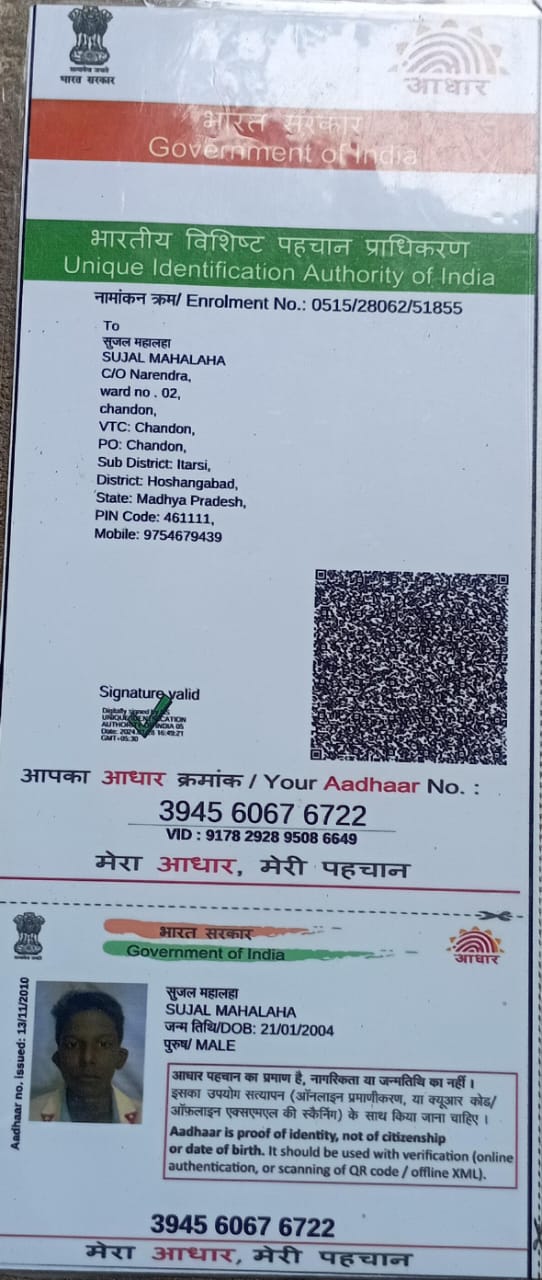 सत्यमेव जयते
भारत सरकार
आधार
भारत सरकार
Government of India
भारतीय विशिष्ट पहचान प्राधिकरण
Unique Identification Authority of India
नामांकन क्रम/ Enrolment No.: 0515/28062/51855
To
सुजल महालहा
SUJAL MAHALAHA
C/O Narendra,
ward no . 02,
chandon,
VTC: Chandon,
PO: Chandon,
Sub District: Itarsi,
District: Hoshangabad,
State: Madhya Pradesh,
PIN Code: 461111,
Mobile: 9754679439
Signature valid
Digitally signed by
UNIQUE IDENTIFICATION
AUTHORITY OF INDIA 05
16:49:21
GMT+05:30
आपका आधार क्रमांक / Your Aadhaar No. :
3945 6067 6722
VID : 9178 2928 9508 6649
मेरा आधार, मेरी पहचान
भारत सरकार
Government of India
आधार
Aadhaar no. issued: 13/11/2010
सुजल महालहा
SUJAL MAHALAHA
जन्म तिथि/DOB: 21/01/2004
पुरुष/ MALE
आधार पहचान का प्रमाण है, नागरिकता या जन्मतिथि का नहीं ।
इसका उपयोग सत्यापन (ऑनलाइन प्रमाणीकरण, या क्यूआर कोड/
ऑफ़लाइन एक्सएमएल की स्कैनिंग) के साथ किया जाना चाहिए ।
Aadhaar is proof of identity, not of citizenship
or date of birth. It should be used with verification (online
authentication, or scanning of QR code / offline XML).
3945 6067 6722
मेरा आधार, मेरी पहचान